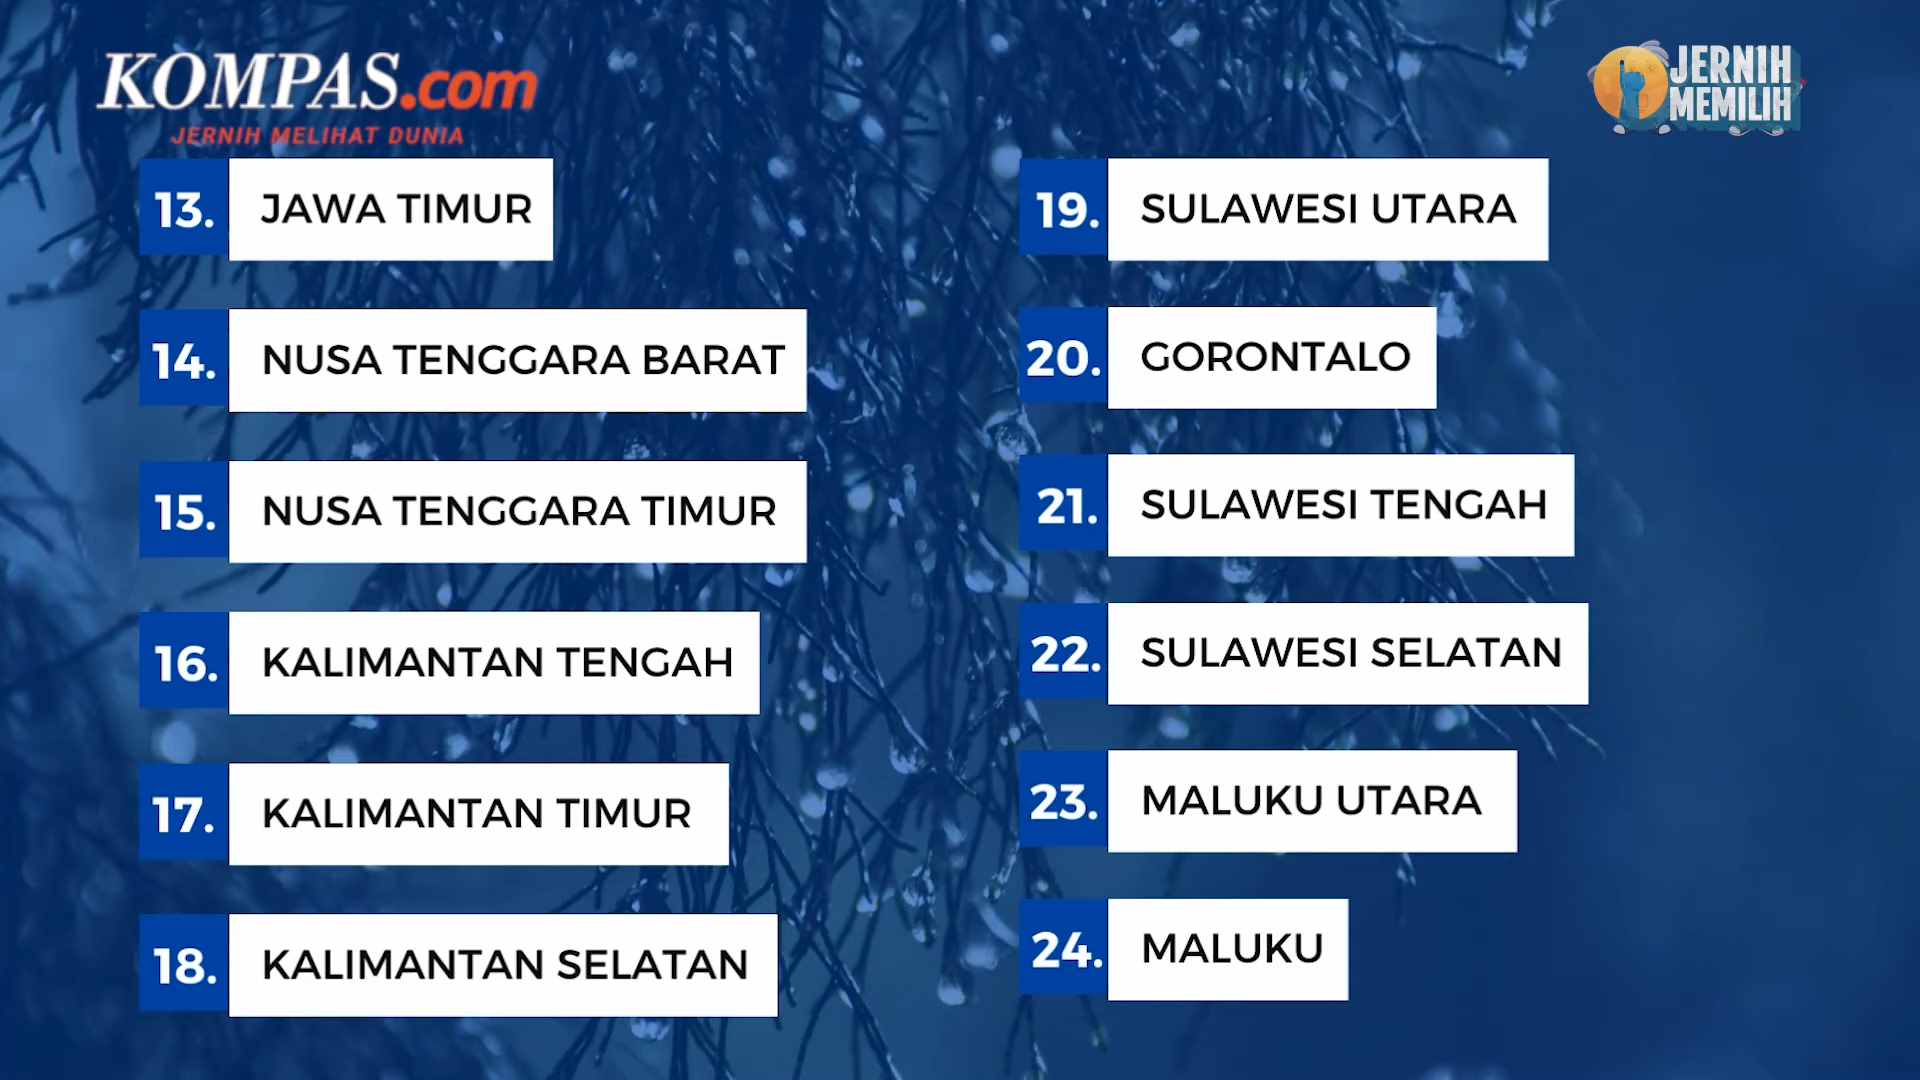 KOMPAS.com
JERNIH MELIHAT DUNIA
JERNIH
MEMILIH
13. JAWA TIMUR
14. NUSA TENGGARA BARAT
15. NUSA TENGGARA TIMUR
16. KALIMANTAN TENGAH
17. KALIMANTAN TIMUR
18. KALIMANTAN SELATAN
19. SULAWESI UTARA
20. GORONTALO
21. SULAWESI TENGAH
22. SULAWESI SELATAN
23. MALUKU UTARA
24. MALUKU